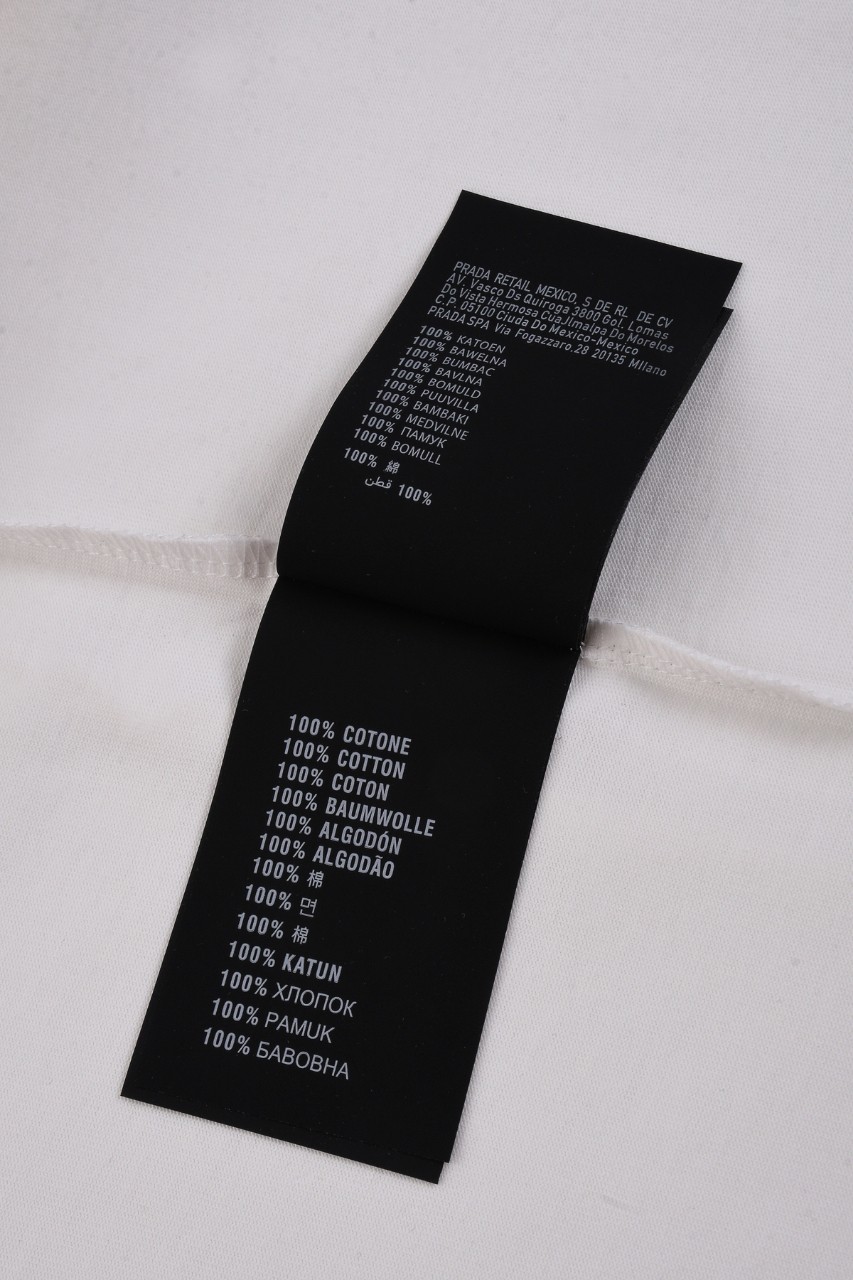 PRADA RETAIL MEXICO, S DE RL DE CV
AV. Vasco Ds Quiroga 3800 Gol. Lomas
Do Vista Hermosa CuaJImalpa Do Morelos
C.P. 05100 Ciuda Do Mexico-Mexico
PRADA SPA Via Fogazzaro.28 20135 MIlano
100% KATOEN
100% BAWELNA
100% BUMBAC
100% BAVLNA
100% BOMULD
100% PUUVILLA
100% BAMBAKI
100% MEDVILNE
100% ПАМУК
100% BOMULL
100% 綿
100% قطن
100% COTONE
100% COTTON
100% COTON
100% BAUMWOLLE
100% ALGODÓN
100% ALGODÃO
100% 棉
100% 면
100% 棉
100% KATUN
100% ХЛОПОК
100% PAMUK
100% БАВОВНА